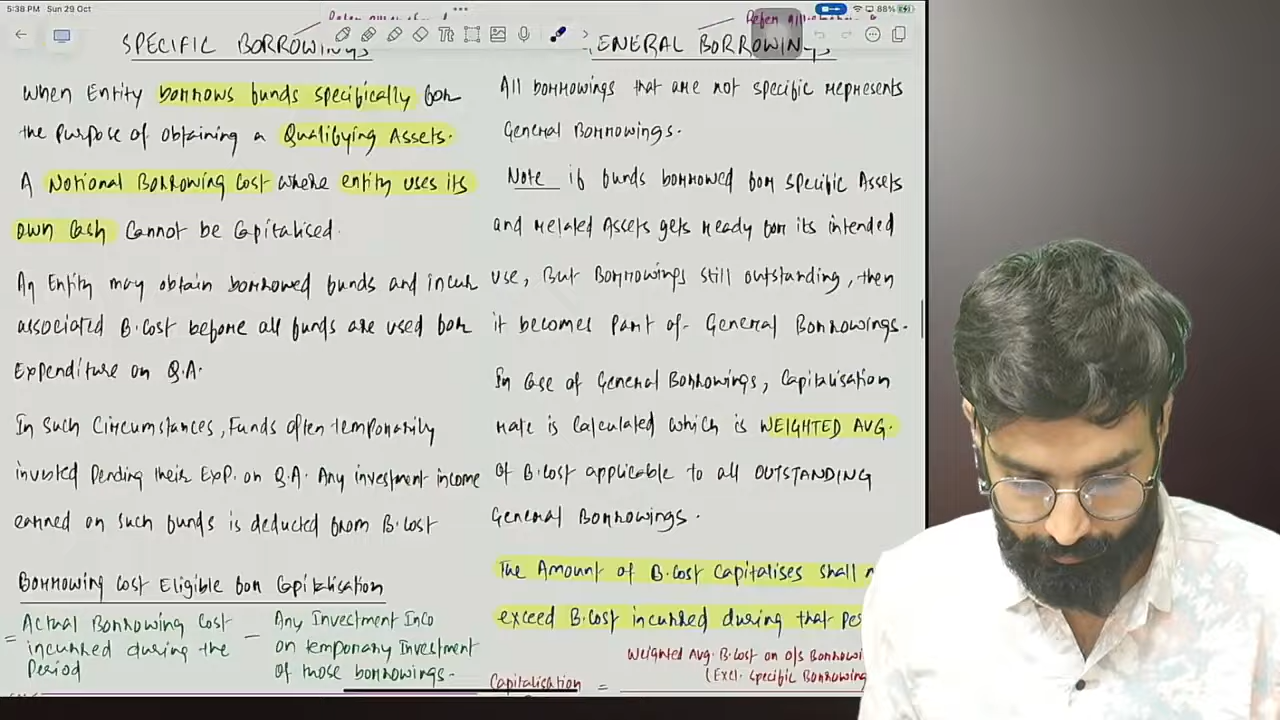 5:38 PM Sun 29 Oct
88%
SPECIFIC BORROWINGS
When Entity borrows funds specifically for
the Purpose of obtaining a Qualifying Assets.
A Notional Borrowing Cost where entity uses its
own Cash Cannot be Capitalised.
An Entity may obtain borrowed funds and incur
associated B.Cost before all funds are used for
Expenditure on Q.A.
In Such Circumstances, Funds often temporarily
invested Pending their Exp. on Q.A. Any investment income
earned on such funds is deducted from B.Cost
Borrowing Cost Eligible for Capitalisation
= Actual Borrowing Cost
incurred during the
Period
— Any Investment Inco
on temporary Investment
of those borrowings.
ENERAL BORROWINGS
All borrowings that are not specific represents
General Borrowings.
Note if funds borrowed for specific Assets
and related Assets gets ready for its intended
use, But Borrowings still outstanding, then
it becomes Part of General Borrowings.
In Case of General Borrowings, Capitalisation
rate is Calculated which is WEIGHTED AVG.
of B.Cost applicable to all OUTSTANDING
General Borrowings.
The Amount of B.Cost Capitalises shall
exceed B.Cost incurred during that
Weighted Avg. B.Cost on o/s Borrowi
(Excl. Specific Borrowing
Capitalisation =